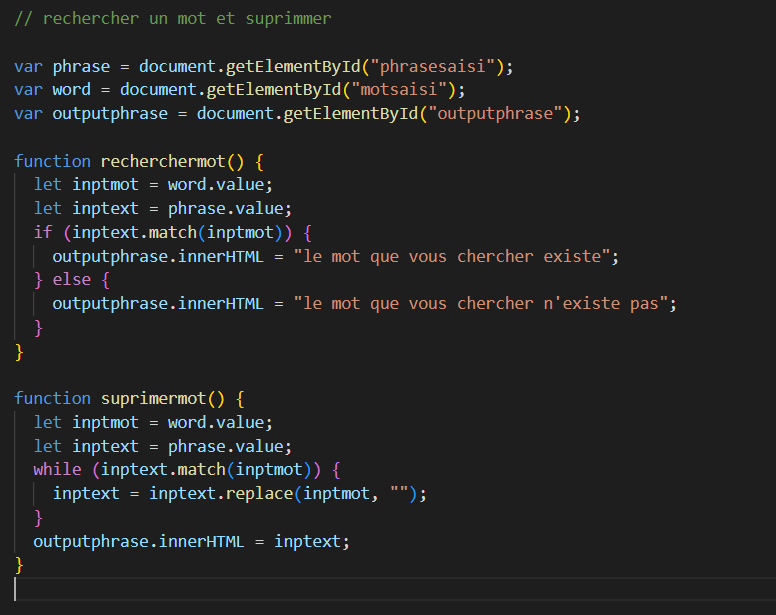 // rechercher un mot et suprimmer
var phrase = document.getElementById("phrasesaisi");
var word = document.getElementById("motsaisi");
var outputphrase = document.getElementById("outputphrase");
function recherchermot() {
let inptmot = word.value;
let inptext = phrase.value;
if (inptext.match(inptmot)) {
outputphrase.innerHTML = "le mot que vous chercher existe";
} else {
outputphrase.innerHTML = "le mot que vous chercher n'existe pas";
}
}
function suprimermot() {
let inptmot = word.value;
let inptext = phrase.value;
while (inptext.match(inptmot)) {
inptext = inptext.replace(inptmot, "");
}
outputphrase.innerHTML = inptext;
}